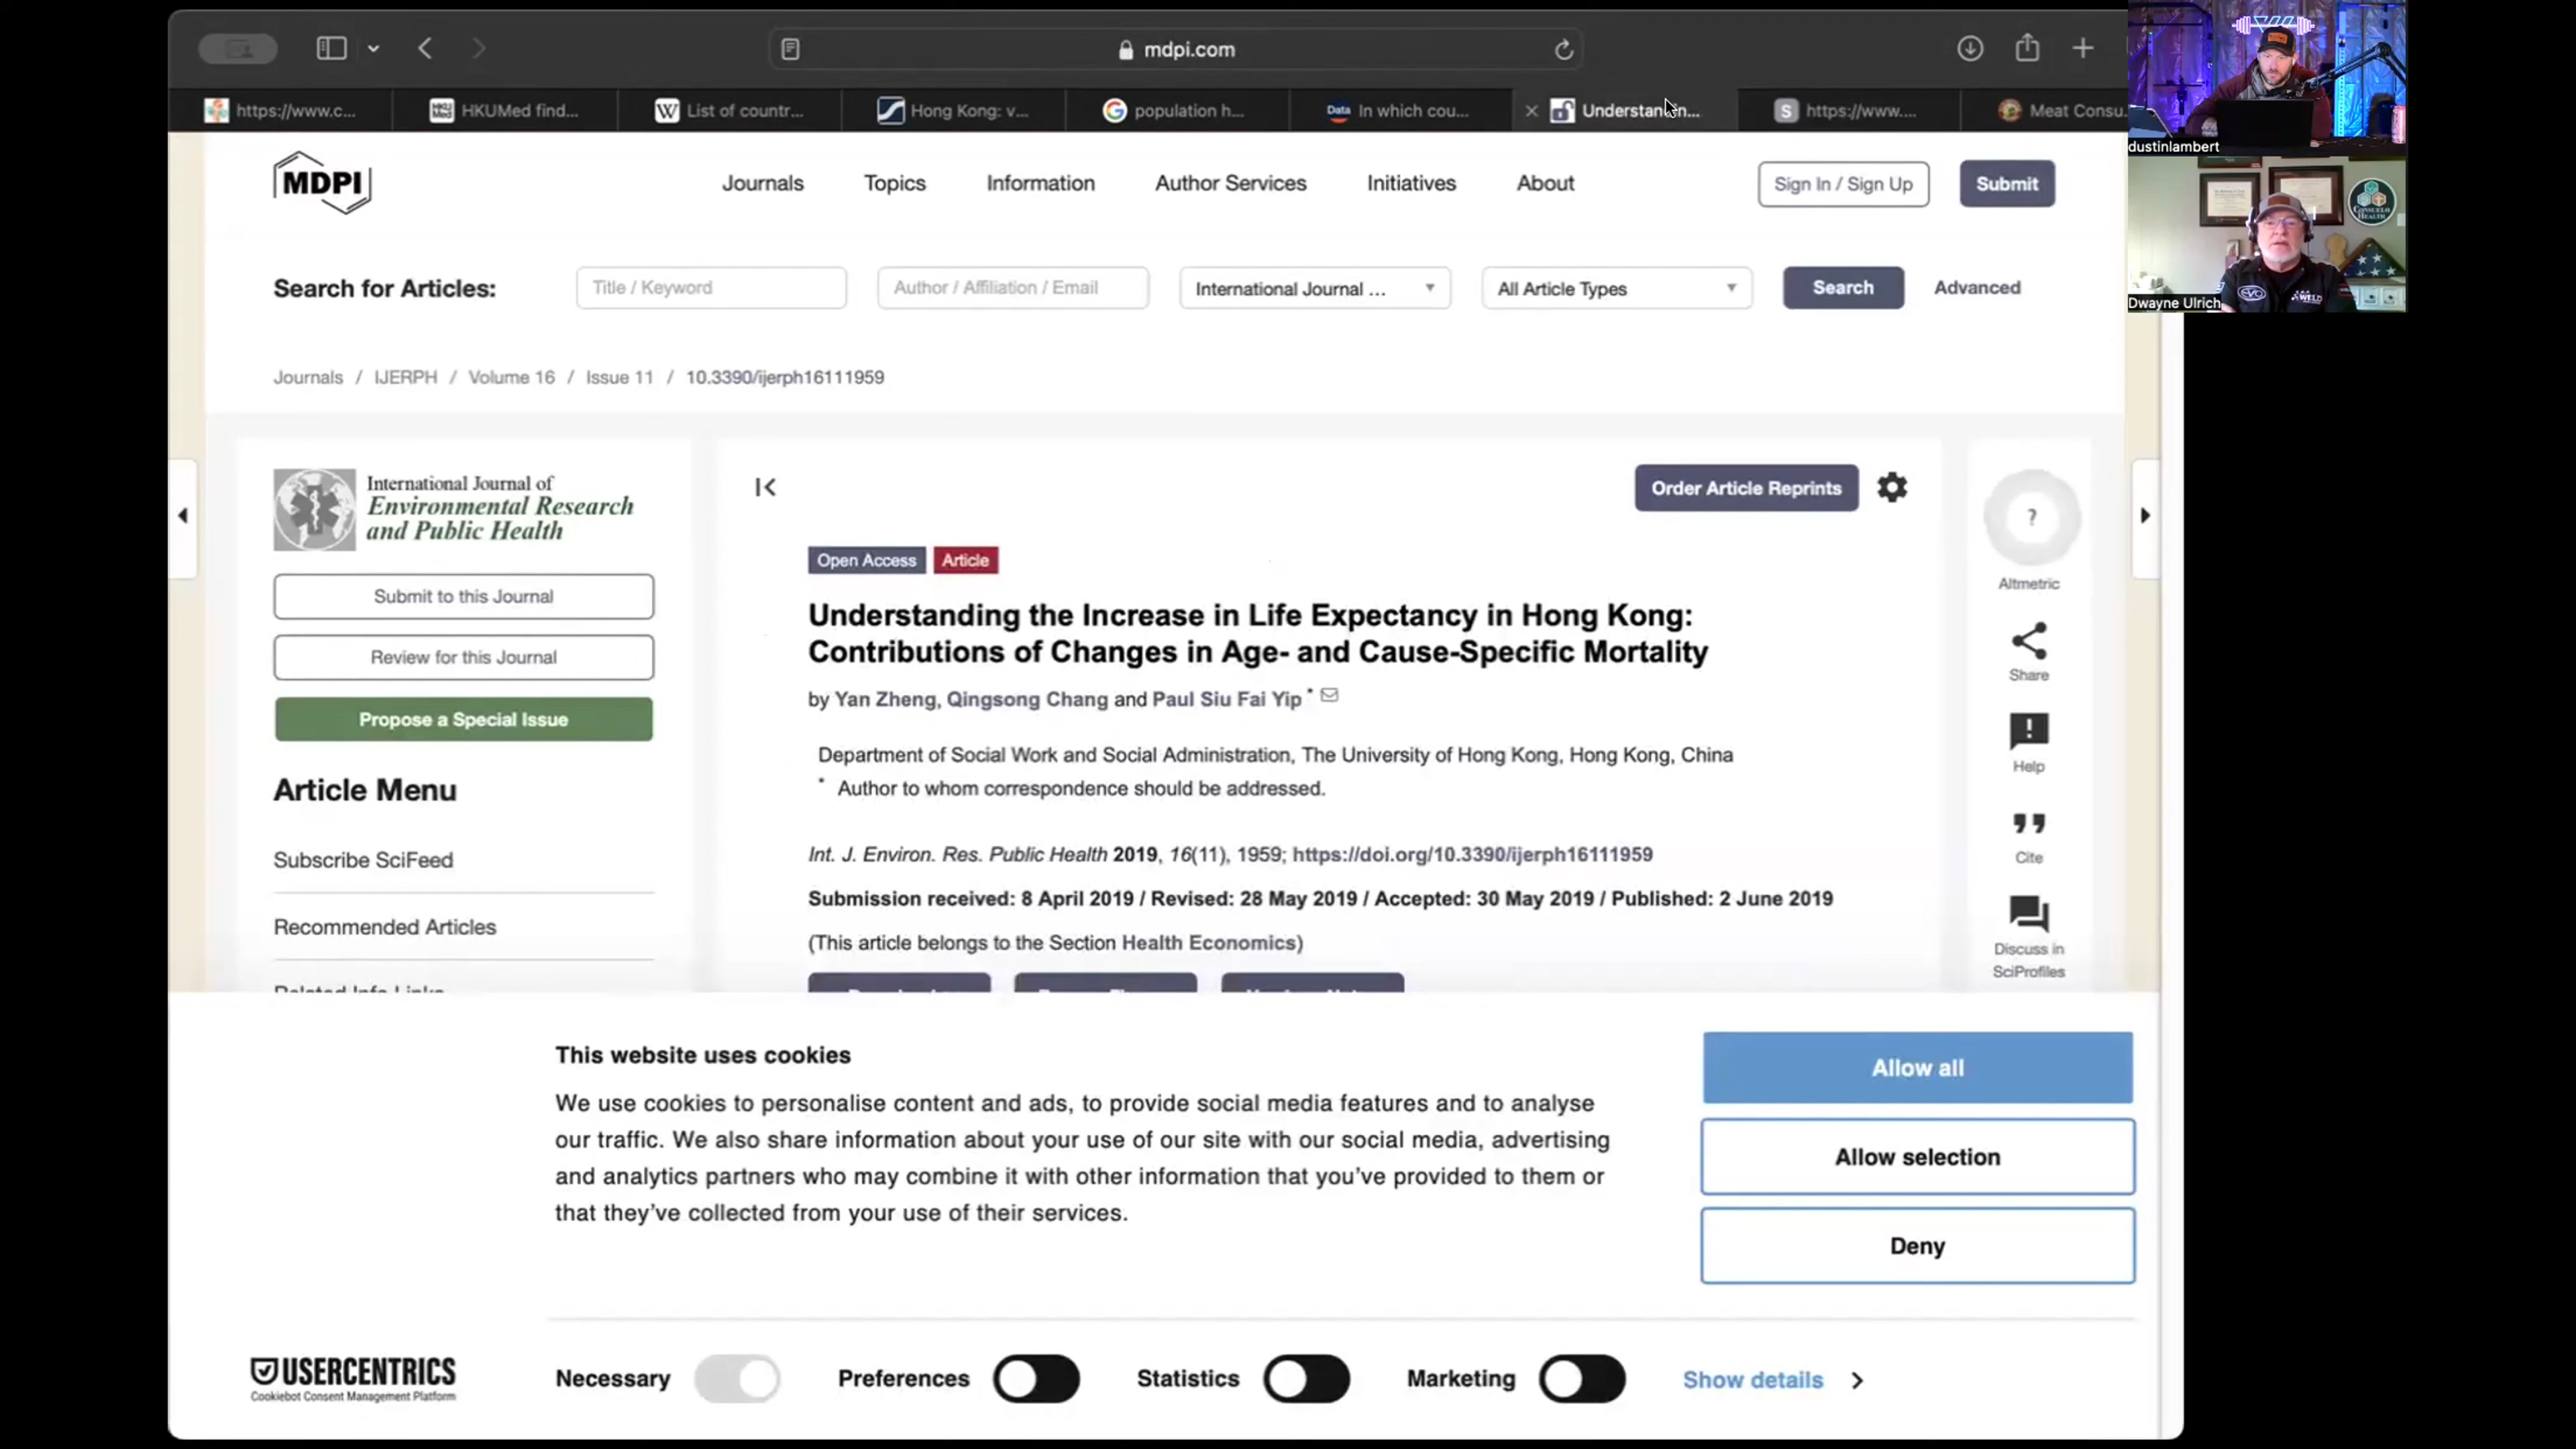 mdpi.com
https://www.c...
HKUMed find...
List of countr...
Hong Kong: v...
population h...
Data In which cou...
Understandin...
S https://www....
Meat Consu.
dustinlambert
CONSUELO HEALTH
EVO
WELD
Dwayne Ulrich
MDPI
Journals Topics Information Author Services Initiatives About
Sign In / Sign Up Submit
Search for Articles: Title / Keyword Author / Affiliation / Email International Journal ... All Article Types Search Advanced
Journals / IJERPH / Volume 16 / Issue 11 / 10.3390/ijerph16111959
International Journal of
Environmental Research
and Public Health
Submit to this Journal
Review for this Journal
Propose a Special Issue
Article Menu
Subscribe SciFeed
Recommended Articles
Related Info Links
Order Article Reprints
Open Access Article
Understanding the Increase in Life Expectancy in Hong Kong:
Contributions of Changes in Age- and Cause-Specific Mortality
by Yan Zheng, Qingsong Chang and Paul Siu Fai Yip *
Department of Social Work and Social Administration, The University of Hong Kong, Hong Kong, China
* Author to whom correspondence should be addressed.
Int. J. Environ. Res. Public Health 2019, 16(11), 1959; https://doi.org/10.3390/ijerph16111959
Submission received: 8 April 2019 / Revised: 28 May 2019 / Accepted: 30 May 2019 / Published: 2 June 2019
(This article belongs to the Section Health Economics)
?
Altmetric
Share
Help
Cite
Discuss in
SciProfiles
This website uses cookies
We use cookies to personalise content and ads, to provide social media features and to analyse
our traffic. We also share information about your use of our site with our social media, advertising
and analytics partners who may combine it with other information that you've provided to them or
that they've collected from your use of their services.
Allow all
Allow selection
Deny
USERCENTRICS
Cookiebot Consent Management Platform
Necessary Preferences Statistics Marketing Show details